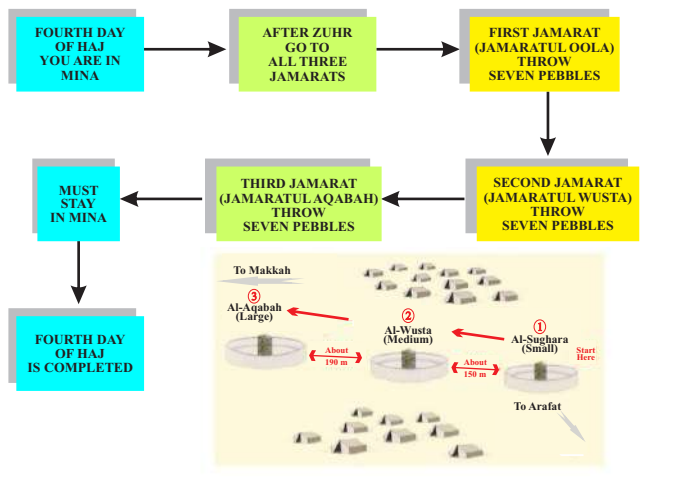 FOURTH DAY
OF HAJ
YOU ARE IN
MINA
AFTER ZUHR
GO TO
ALL THREE
JAMARATS
FIRST JAMARAT
(JAMARATUL OOLA)
THROW
SEVEN PEBBLES
SECOND JAMARAT
(JAMARATUL WUSTA)
THROW
SEVEN PEBBLES
THIRD JAMARAT
(JAMARATUL AQABAH)
THROW
SEVEN PEBBLES
MUST
STAY
IN MINA
FOURTH DAY
OF HAJ
IS COMPLETED
To Makkah
③
Al-Aqabah
(Large)
②
Al-Wusta
(Medium)
①
Al-Sughara
(Small)
Start
Here
About
190 m
About
150 m
To Arafat